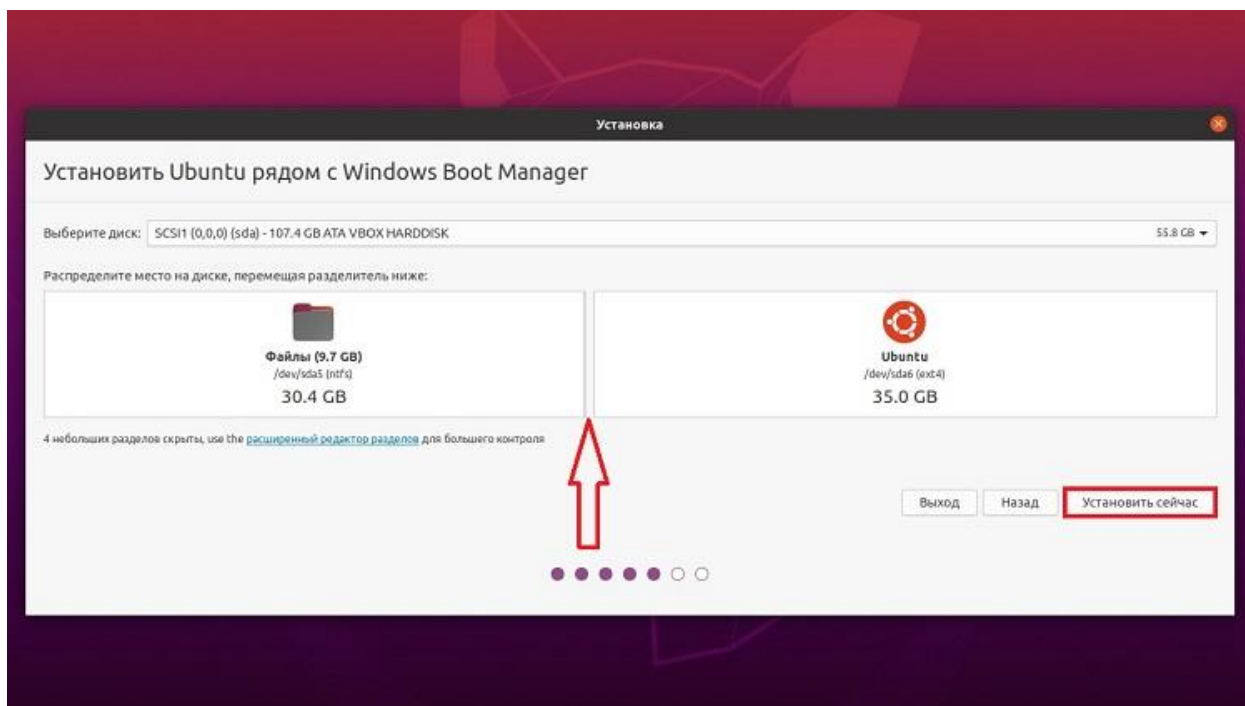 Установка
Установить Ubuntu рядом с Windows Boot Manager
Выберите диск: SCSI1 (0,0,0) (sda) - 107.4 GB ATA VBOX HARDDISK 55.8 GB
Распределите место на диске, перемещая разделитель ниже:
Файлы (9.7 GB)
/dev/sda5 (ntfs)
30.4 GB
Ubuntu
/dev/sda6 (ext4)
35.0 GB
4 небольших разделов скрыты, use the расширенный редактор разделов для большего контроля
Выход Назад Установить сейчас